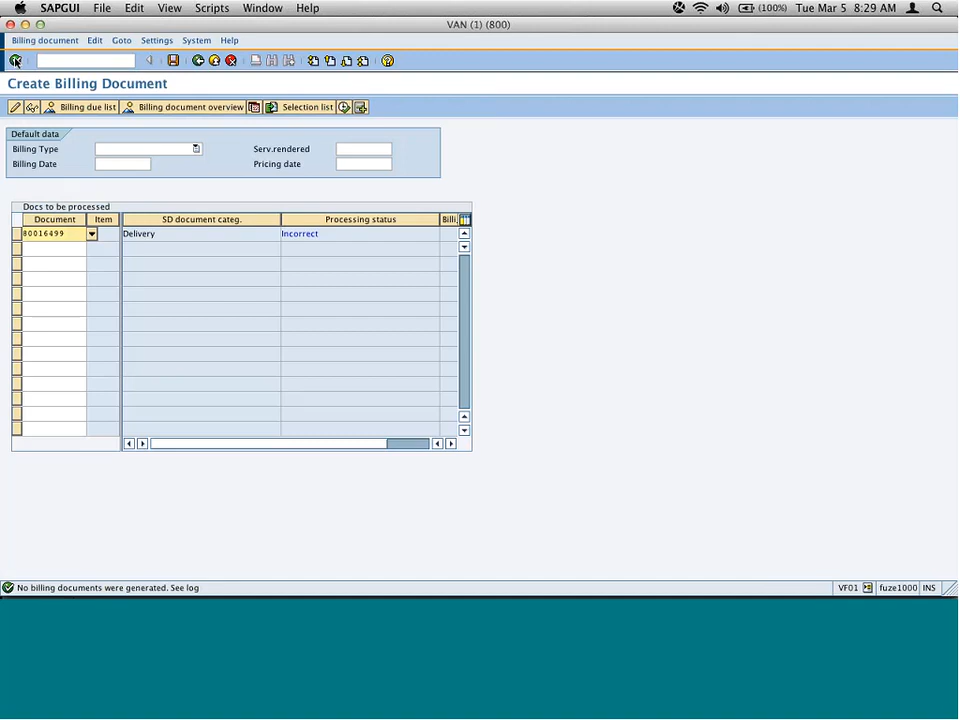 SAPGUI File Edit View Scripts Window Help (100%) Tue Mar 5 8:29 AM
VAN (1) (800)
Billing document Edit Goto Settings System Help
Create Billing Document
Billing due list Billing document overview Selection list
Default data
Billing Type Serv.rendered
Billing Date Pricing date
Docs to be processed
Document Item SD document categ. Processing status Billi
80016499 Delivery Incorrect
No billing documents were generated. See log VF01 fuze1000 INS